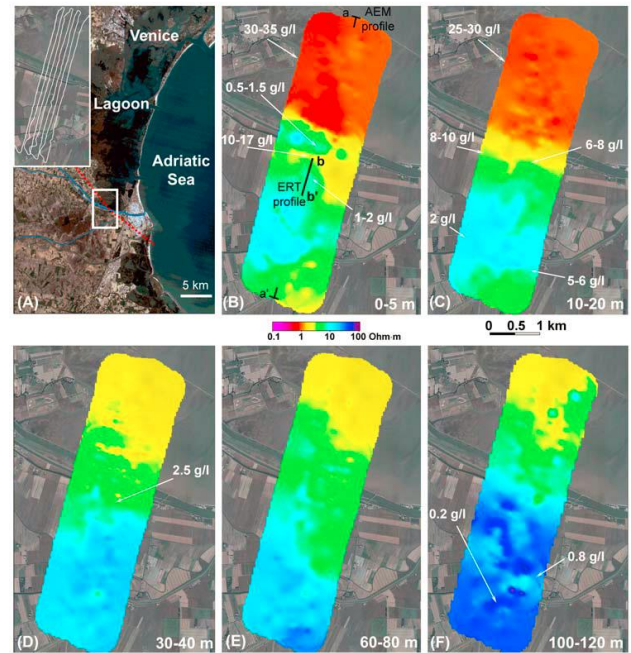 Venice
Lagoon
Adriatic
Sea
5 km
(A)
a
AEM
profile
30-35 g/l
0.5-1.5 g/l
10-17 g/l
b
ERT
profile
b'
1-2 g/l
a'
(B)
0-5 m
25-30 g/l
8-10 g/l
6-8 g/l
2 g/l
5-6 g/l
(C)
10-20 m
0.1 1 10 100 Ohm·m
0 0.5 1 km
2.5 g/l
(D)
30-40 m
(E)
60-80 m
0.2 g/l
0.8 g/l
(F)
100-120 m